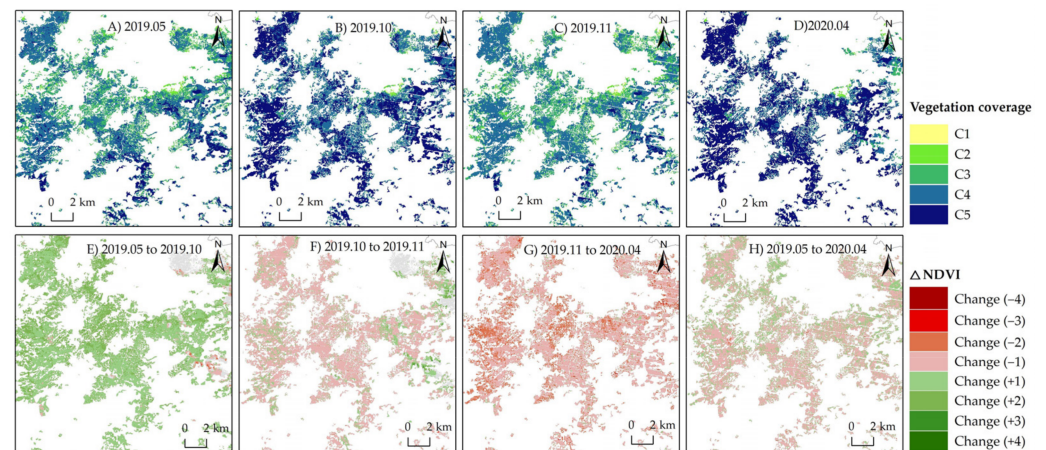 A) 2019.05
N
B) 2019.10
N
C) 2019.11
N
D)2020.04
N
0 2 km
0 2 km
0 2 km
0 2 km
Vegetation coverage
C1
C2
C3
C4
C5
E) 2019.05 to 2019.10
N
F) 2019.10 to 2019.11
N
G) 2019.11 to 2020.04
N
H) 2019.05 to 2020.04
N
0 2 km
0 2 km
0 2 km
0 2 km
△NDVI
Change (−4)
Change (−3)
Change (−2)
Change (−1)
Change (+1)
Change (+2)
Change (+3)
Change (+4)